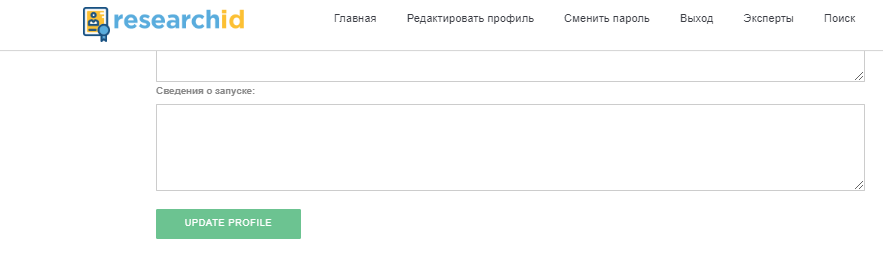 researchid
Главная Редактировать профиль Сменить пароль Выход Эксперты Поиск
Сведения о запуске:
UPDATE PROFILE